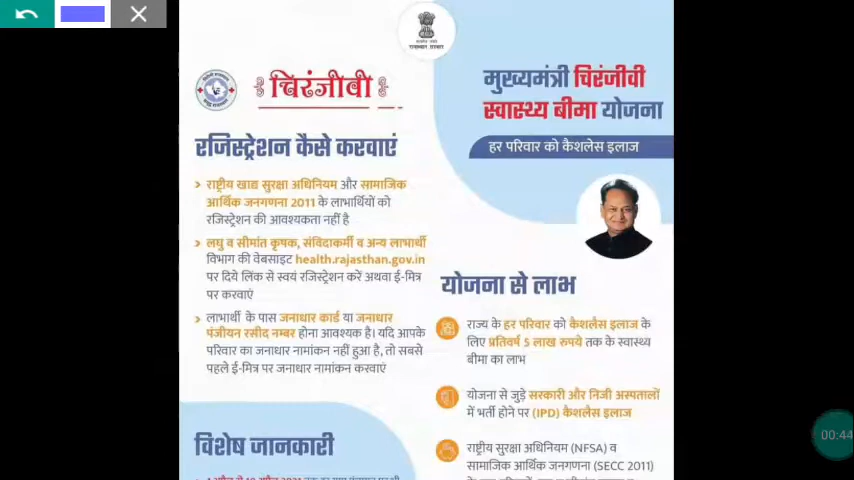 राजस्थान सरकार
चिरंजीवी
मुख्यमंत्री चिरंजीवी
स्वास्थ्य बीमा योजना
हर परिवार को कैशलेस इलाज
रजिस्ट्रेशन कैसे करवाएं
राष्ट्रीय खाद्य सुरक्षा अधिनियम और सामाजिक
आर्थिक जनगणना 2011 के लाभार्थियों को
रजिस्ट्रेशन की आवश्यकता नहीं है
लघु व सीमांत कृषक, संविदाकर्मी व अन्य लाभार्थी
विभाग की वेबसाइट health.rajasthan.gov.in
पर दिये लिंक से स्वयं रजिस्ट्रेशन करें अथवा ई-मित्र
पर करवाएं
लाभार्थी के पास जनाधार कार्ड या जनाधार
पंजीयन रसीद नम्बर होना आवश्यक है। यदि आपके
परिवार का जनाधार नामांकन नहीं हुआ है, तो सबसे
पहले ई-मित्र पर जनाधार नामांकन करवाएं
विशेष जानकारी
योजना से लाभ
राज्य के हर परिवार को कैशलैस इलाज के
लिए प्रतिवर्ष 5 लाख रुपये तक के स्वास्थ्य
बीमा का लाभ
योजना से जुड़े सरकारी और निजी अस्पतालों
में भर्ती होने पर (IPD) कैशलैस इलाज
राष्ट्रीय सुरक्षा अधिनियम (NFSA) व
सामाजिक आर्थिक जनगणना (SECC 2011)
00:44